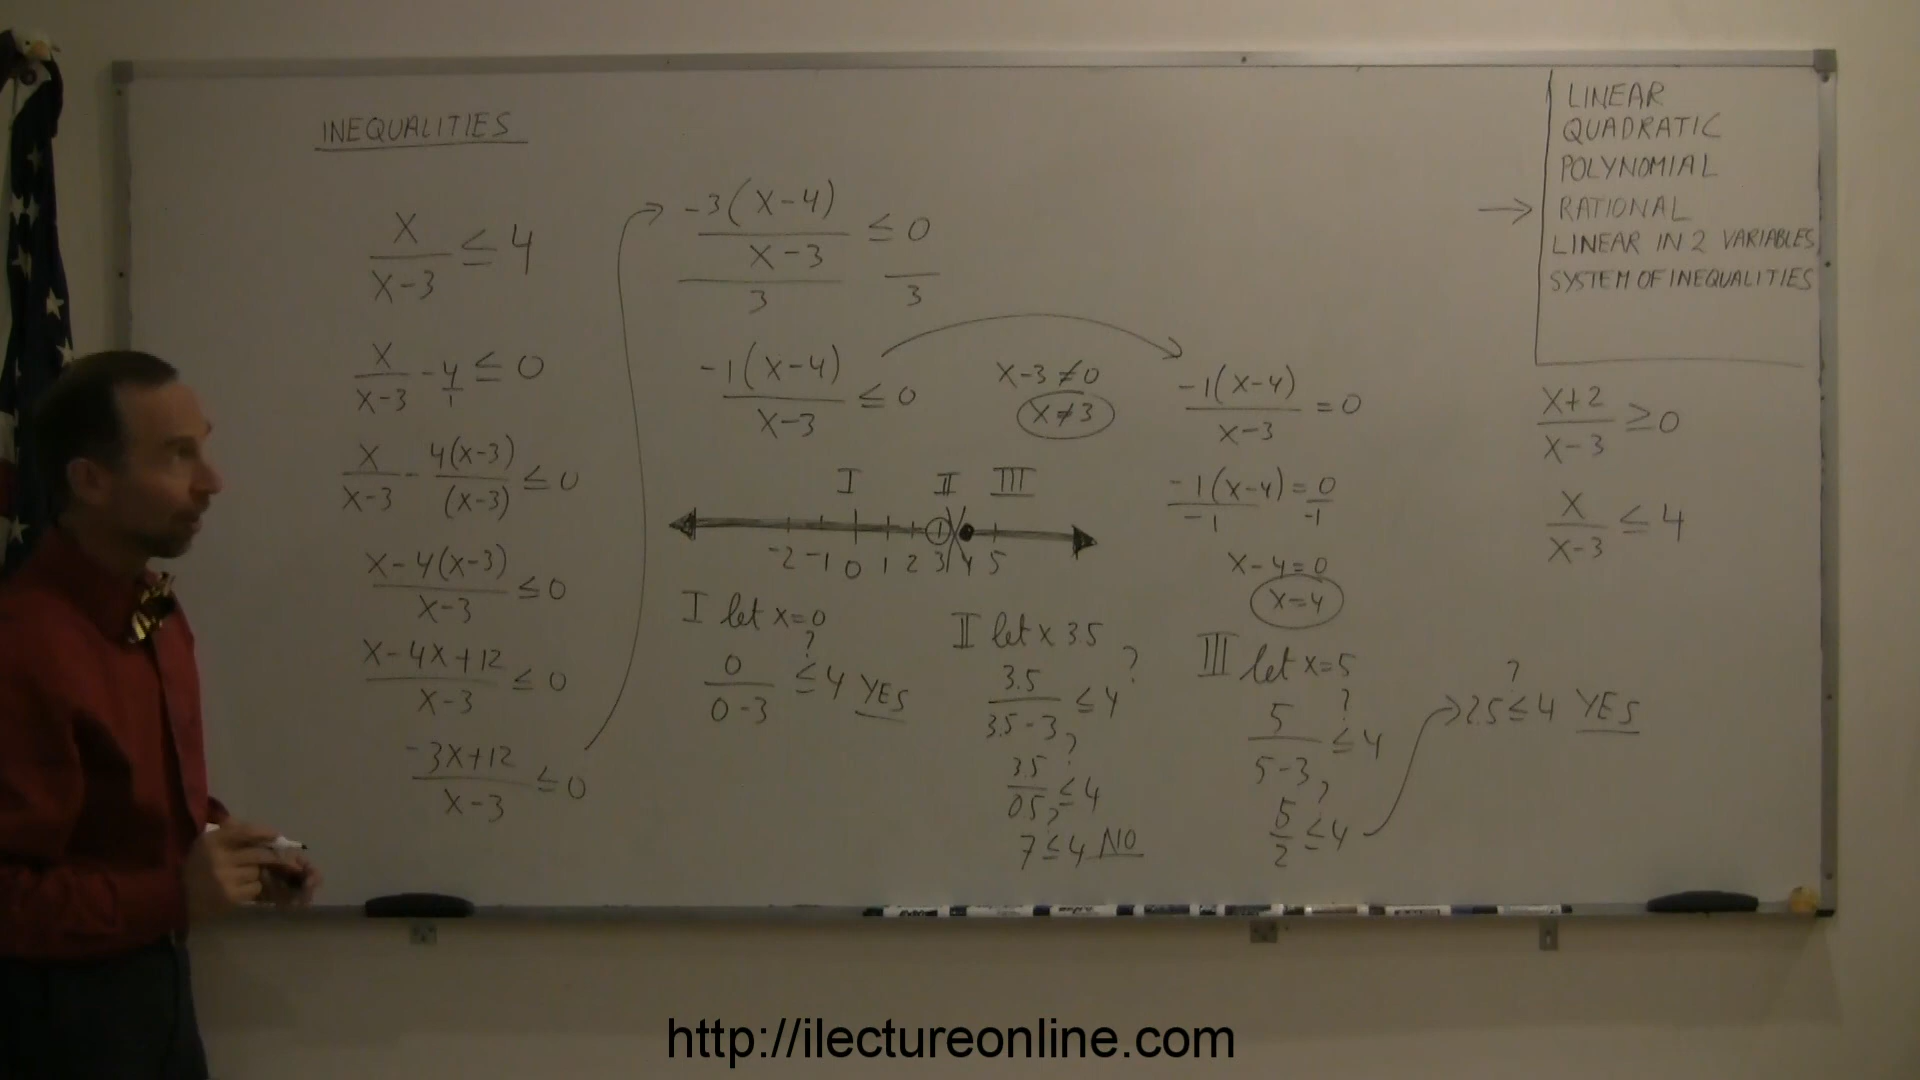 INEQUALITIES
x/(x-3) ≤ 4
x/(x-3) - 4/1 ≤ 0
x/(x-3) - 4(x-3)/(x-3) ≤ 0
x-4(x-3)/(x-3) ≤ 0
x-4x+12/(x-3) ≤ 0
-3x+12/(x-3) ≤ 0
-3(x-4)/(x-3)/3 ≤ 0/3
-1(x-4)/(x-3) ≤ 0
x-3≠0
x≠3
I II III
-2 -1 0 1 2 3 4 5
I let x=0
0/(0-3) ≤? 4 YES
II let x 3.5
3.5/(3.5-3) ≤ 4 ?
3.5/0.5 ≤? 4
7 ≤? 4 NO
-1(x-4)/(x-3) = 0
-1(x-4)/-1 = 0/-1
x-4=0
x=4
III let x=5
5/(5-3) ≤? 4
5/2 ≤? 4
→ 2.5 ≤? 4 YES
LINEAR
QUADRATIC
POLYNOMIAL
→ RATIONAL
LINEAR IN 2 VARIABLES
SYSTEM OF INEQUALITIES
x+2/(x-3) ≥ 0
x/(x-3) ≤ 4
http://ilectureonline.com